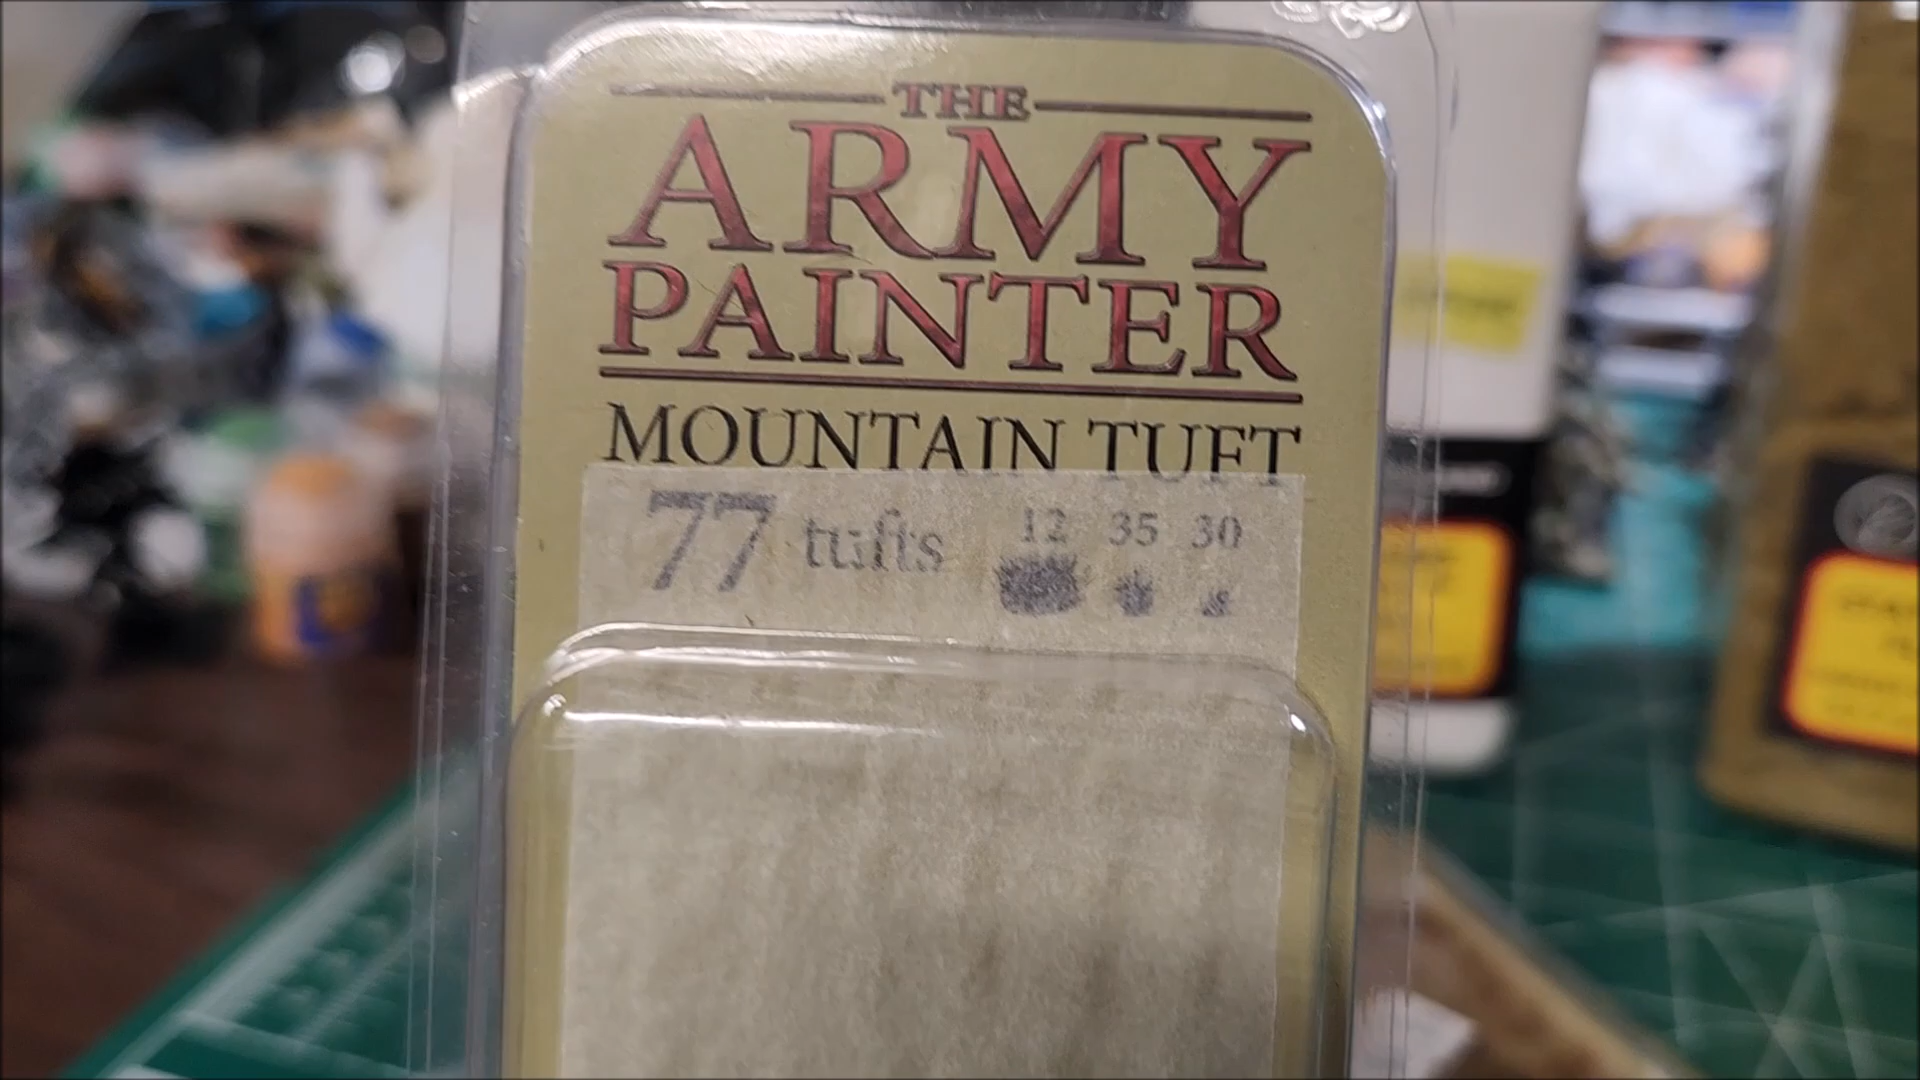 THE
ARMY
PAINTER
MOUNTAIN TUFT
77 tufts 12 35 30